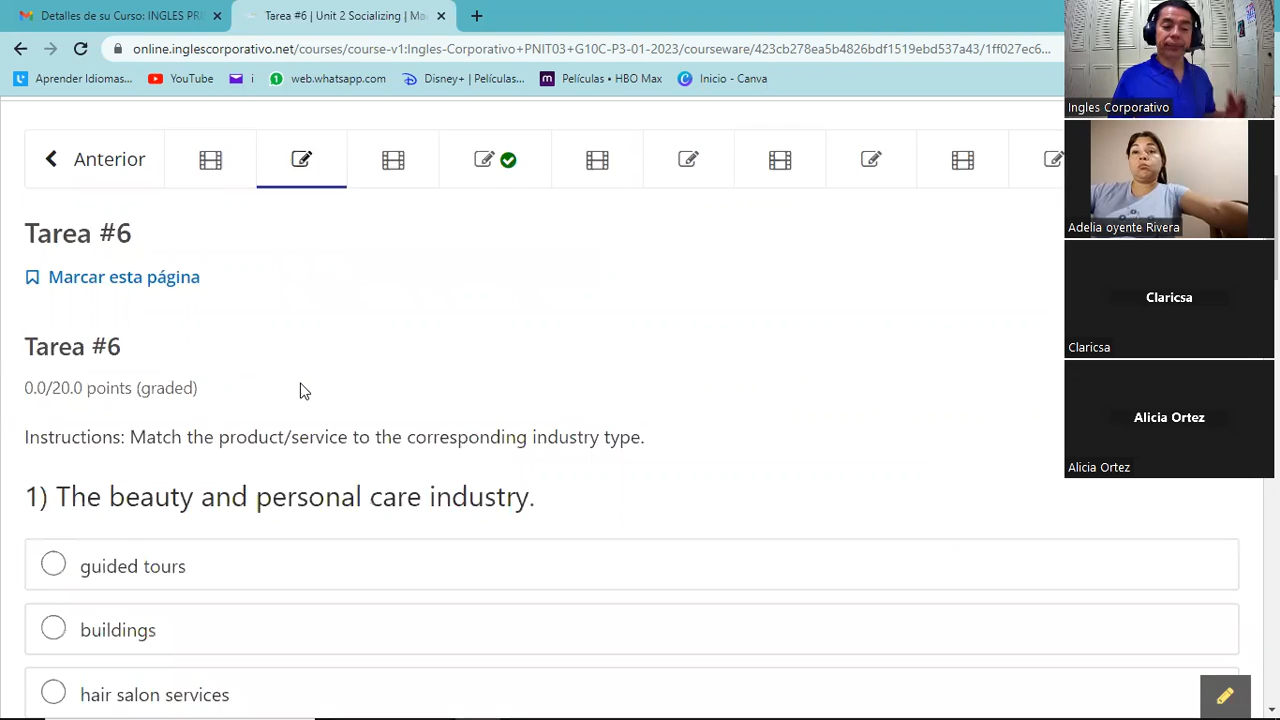 Detalles de su Curso: INGLES PRI
Tarea #6 | Unit 2 Socializing | Ma
online.inglescorporativo.net/courses/course-v1:Ingles-Corporativo+PNIT03-G10C-P3-01-2023/courseware/423cb278ea5b4826bdf1519ebd537a43/1ff027ec6...
Aprender Idiomas...
YouTube
i
web.whatsapp.com
Disney+ | Películas...
Películas • HBO Max
Inicio - Canva
Ingles Corporativo
Adelia oyente Rivera
Claricsa
Claricsa
Alicia Ortez
Alicia Ortez
Anterior
Tarea #6
Marcar esta página
Tarea #6
0.0/20.0 points (graded)
Instructions: Match the product/service to the corresponding industry type.
1) The beauty and personal care industry.
guided tours
buildings
hair salon services